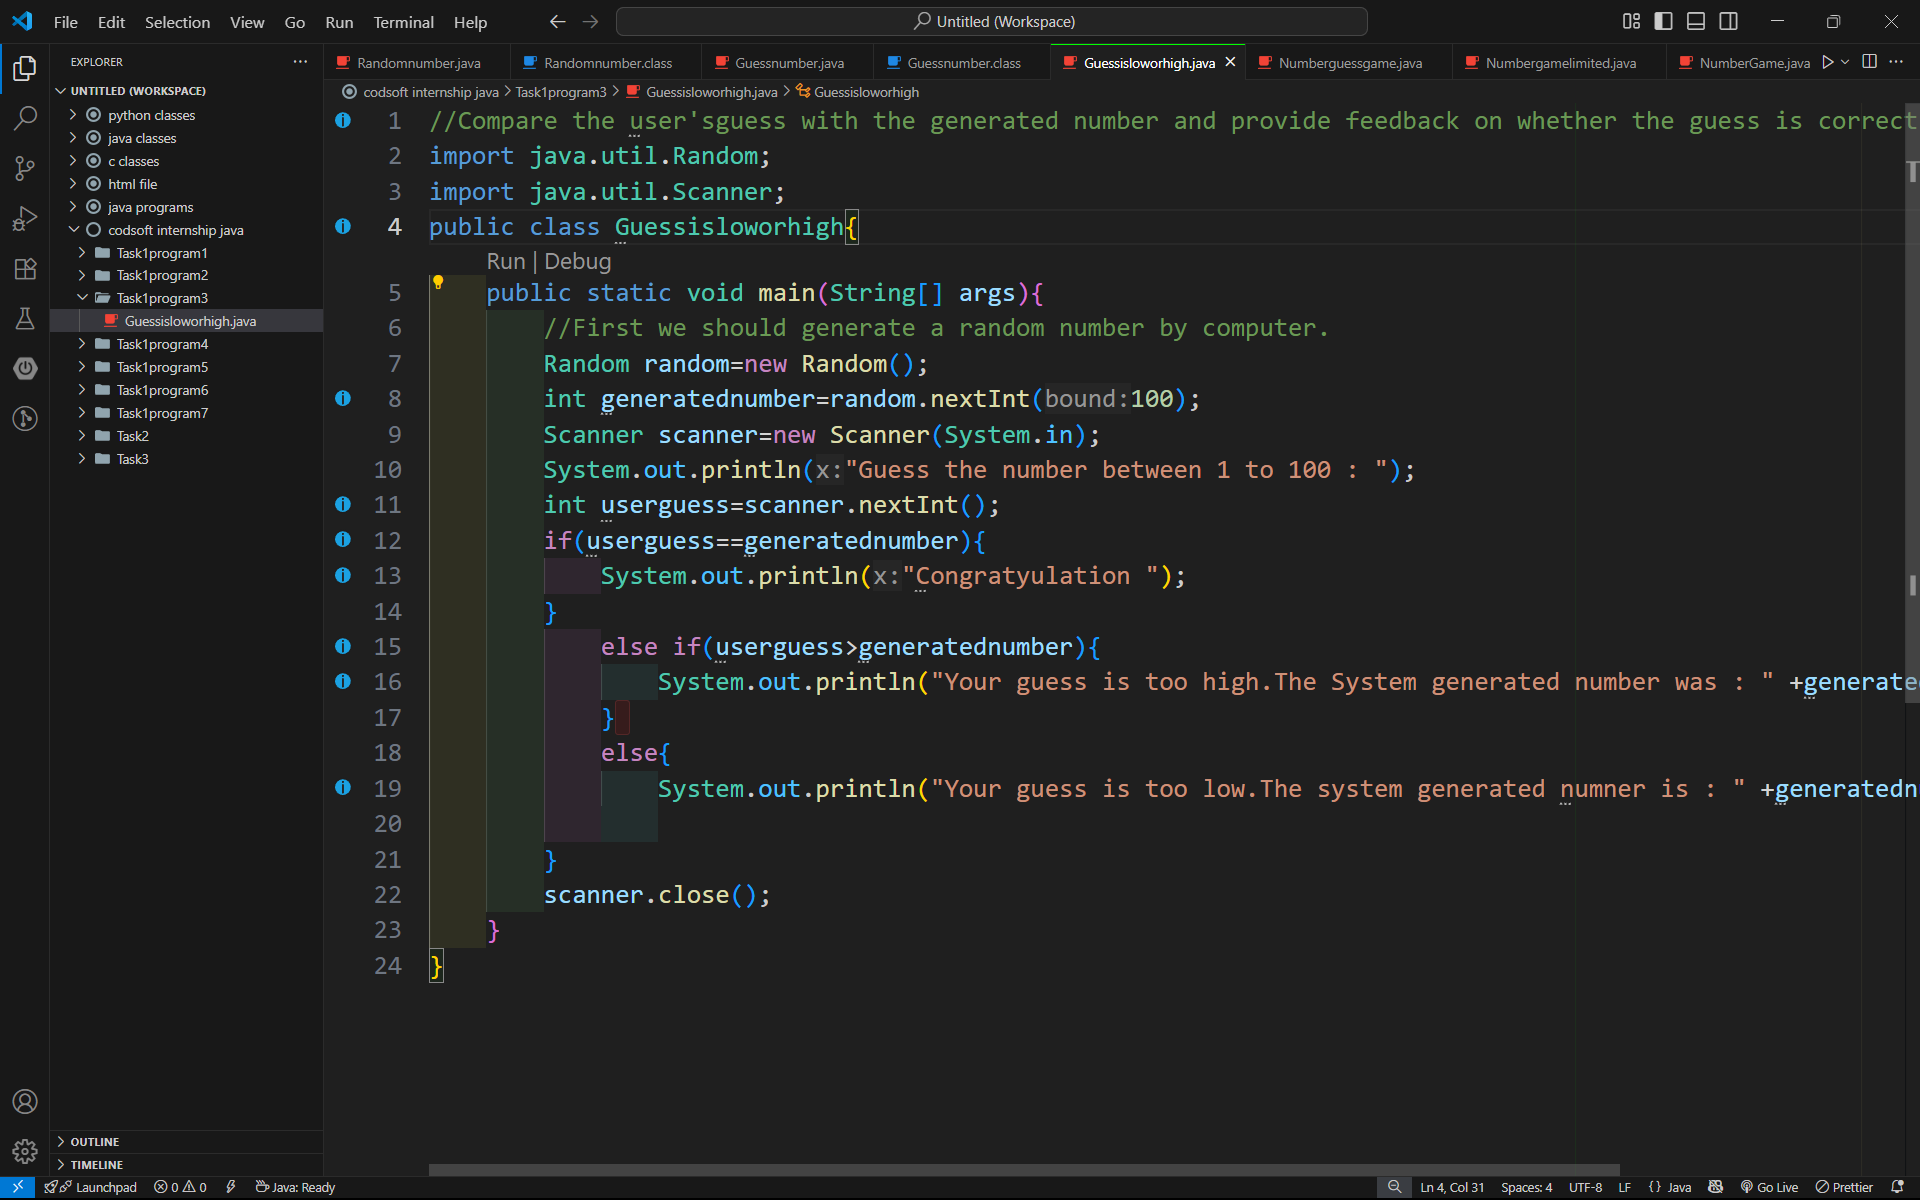 File Edit Selection View Go Run Terminal Help
Untitled (Workspace)
EXPLORER
Randomnumber.java
Randomnumber.class
Guessnumber.java
Guessnumber.class
Guessisloworhigh.java
Numberguessgame.java
Numbergamelimited.java
NumberGame.java
UNTITLED (WORKSPACE)
python classes
java classes
c classes
html file
java programs
codsoft internship java
Task1program1
Task1program2
Task1program3
Guessisloworhigh.java
Task1program4
Task1program5
Task1program6
Task1program7
Task2
Task3
OUTLINE
TIMELINE
codsoft internship java > Task1program3 > Guessisloworhigh.java > Guessisloworhigh
1 //Compare the user'sguess with the generated number and provide feedback on whether the guess is correct
2 import java.util.Random;
3 import java.util.Scanner;
4 public class Guessisloworhigh{
Run | Debug
5 public static void main(String[] args){
6 //First we should generate a random number by computer.
7 Random random=new Random();
8 int generatednumber=random.nextInt(bound:100);
9 Scanner scanner=new Scanner(System.in);
10 System.out.println(x:"Guess the number between 1 to 100 : ");
11 int userguess=scanner.nextInt();
12 if(userguess==generatednumber){
13 System.out.println(x:"Congratyulation ");
14 }
15 else if(userguess>generatednumber){
16 System.out.println("Your guess is too high.The System generated number was : " +generate
17 }
18 else{
19 System.out.println("Your guess is too low.The system generated numner is : " +generatedn
20
21 }
22 scanner.close();
23 }
24 }
Launchpad 0 0 Java: Ready
Ln 4, Col 31 Spaces: 4 UTF-8 LF {} Java Go Live Prettier